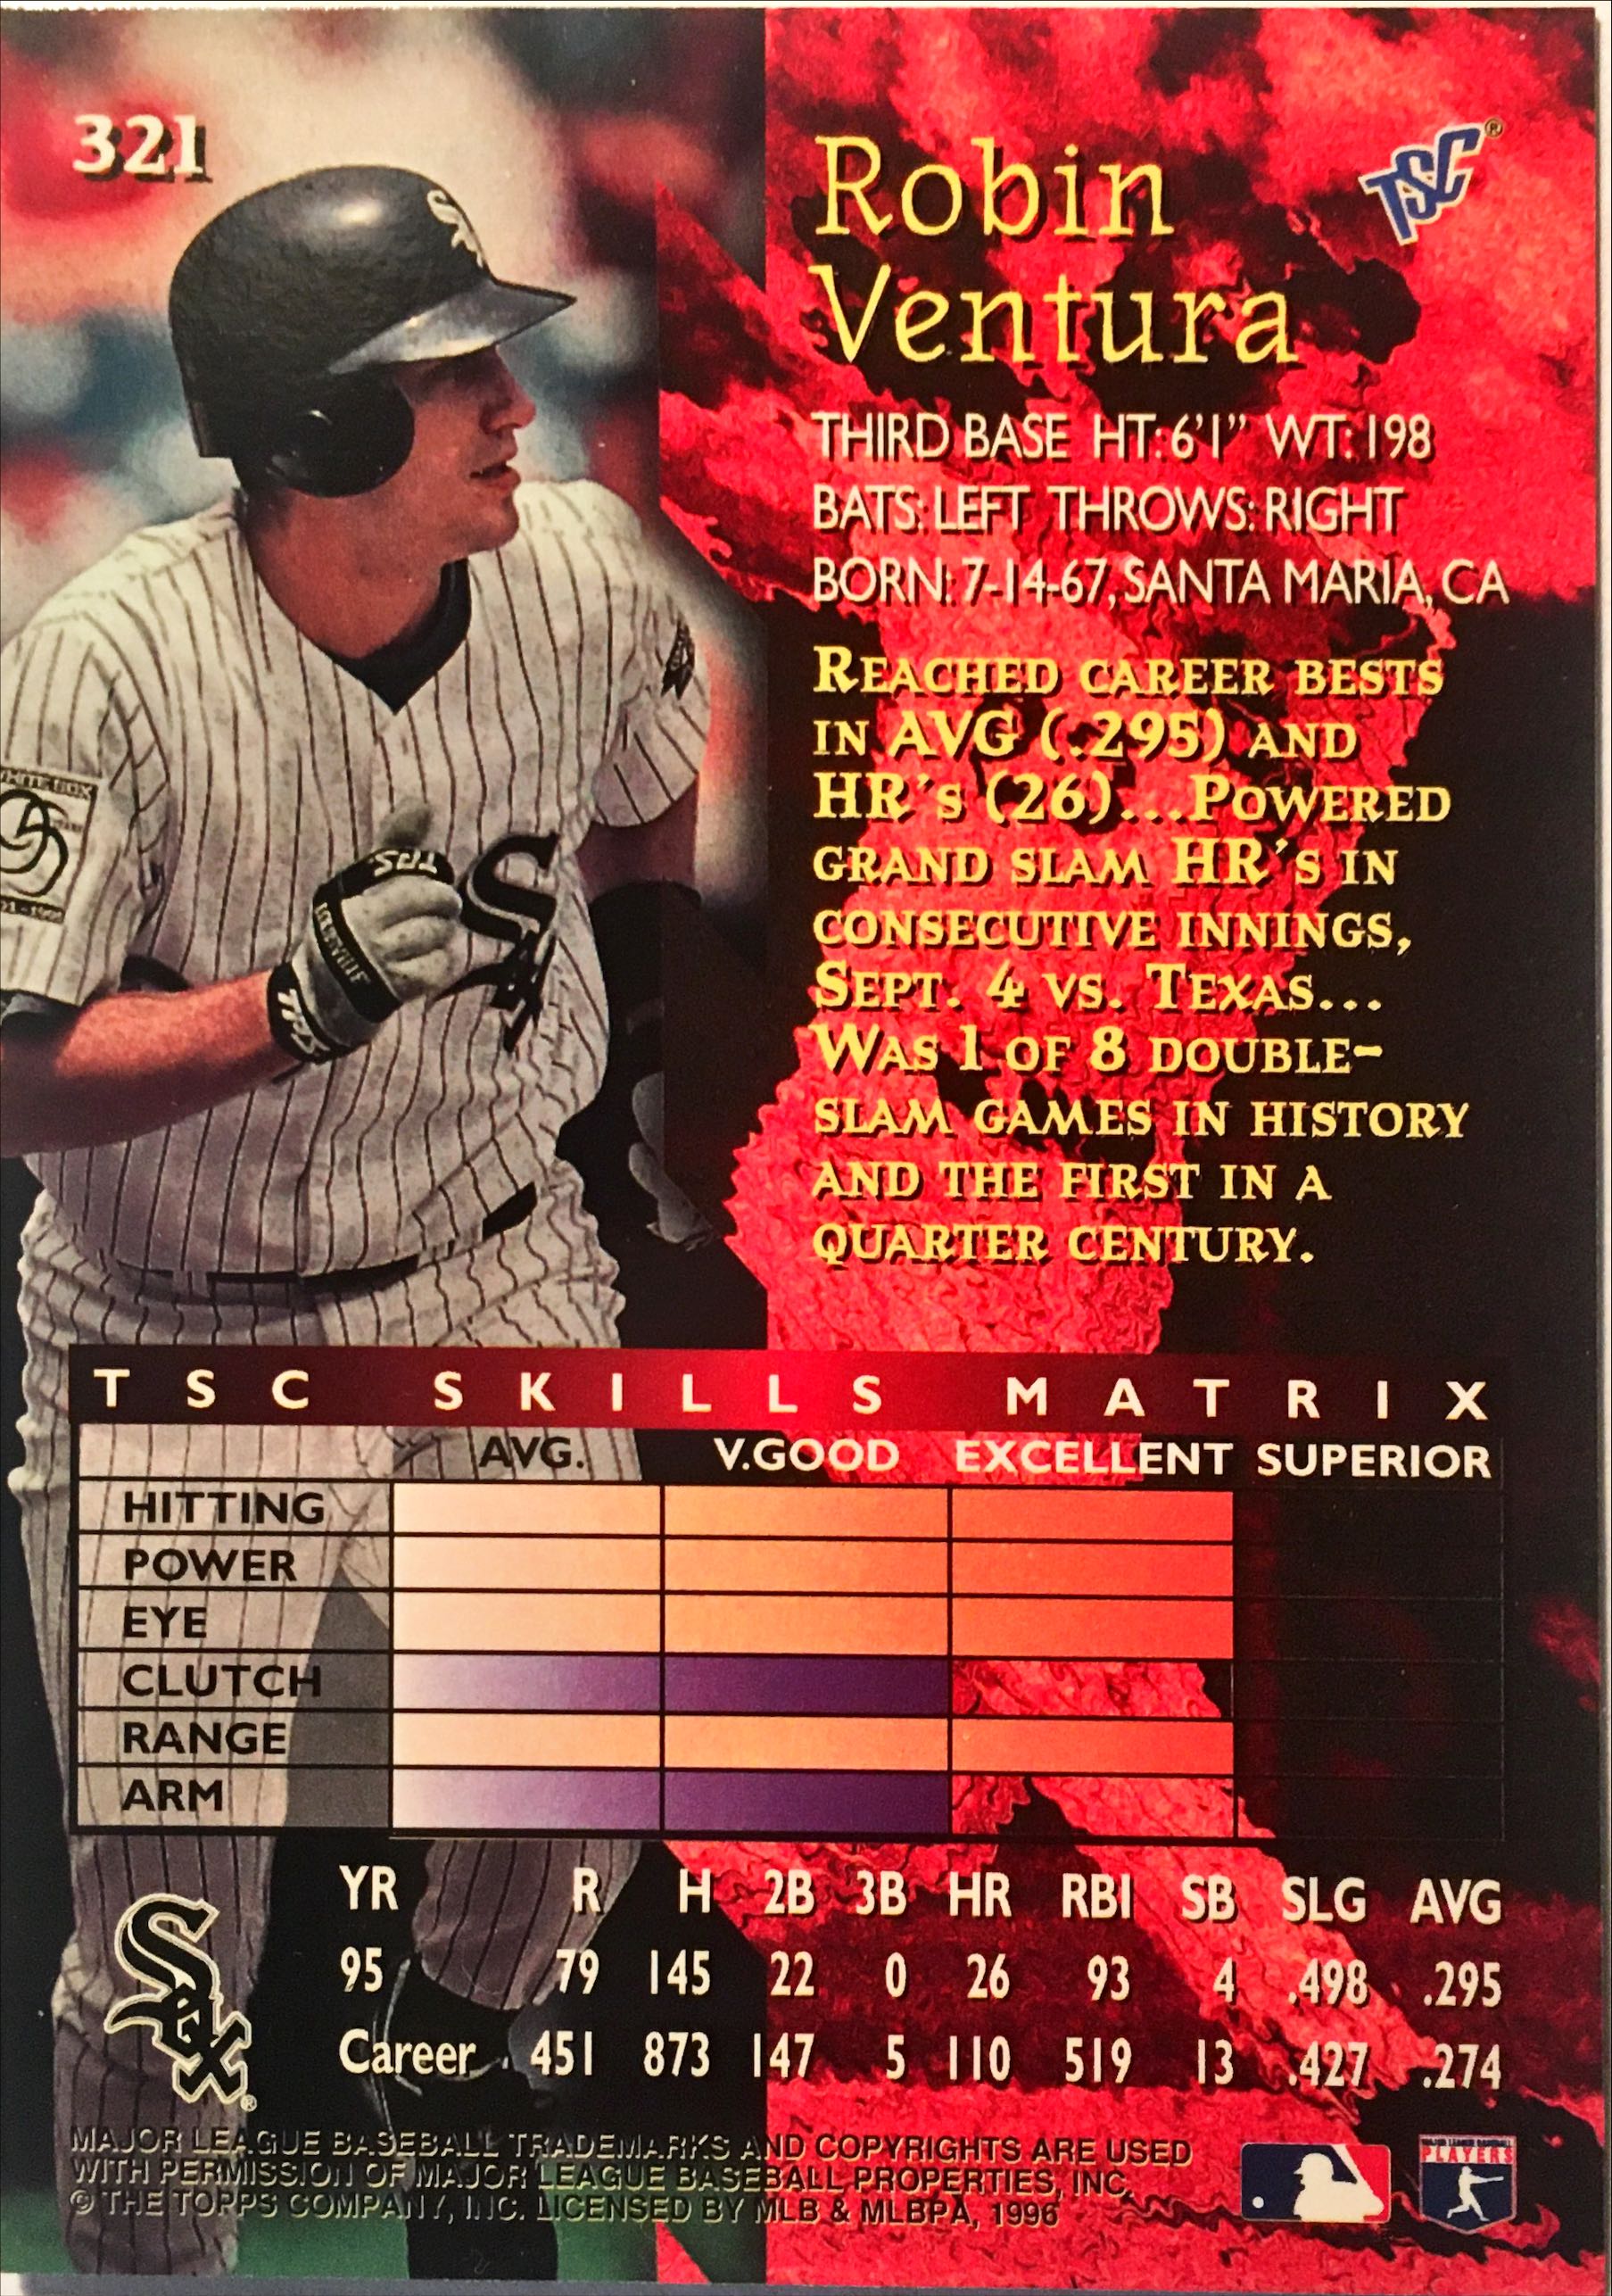 321
TSC®
Robin
Ventura
THIRD BASE HT: 6'1" WT: 198
BATS: LEFT THROWS: RIGHT
BORN: 7-14-67, SANTA MARIA, CA
REACHED CAREER BESTS
IN AVG (.295) AND
HR's (26)...POWERED
GRAND SLAM HR's IN
CONSECUTIVE INNINGS,
SEPT. 4 VS. TEXAS...
WAS 1 OF 8 DOUBLE-
SLAM GAMES IN HISTORY
AND THE FIRST IN A
QUARTER CENTURY.
TSC SKILLS MATRIX
AVG. V.GOOD EXCELLENT SUPERIOR
HITTING
POWER
EYE
CLUTCH
RANGE
ARM
YR R H 2B 3B HR RBI SB SLG AVG
95 79 145 22 0 26 93 4 .498 .295
Career 451 873 147 5 110 519 13 .427 .274
Sox®
MAJOR LEAGUE BASEBALL TRADEMARKS AND COPYRIGHTS ARE USED
WITH PERMISSION OF MAJOR LEAGUE BASEBALL PROPERTIES, INC.
© THE TOPPS COMPANY, INC. LICENSED BY MLB & MLBPA, 1996
MAJOR LEAGUE BASEBALL
PLAYERS